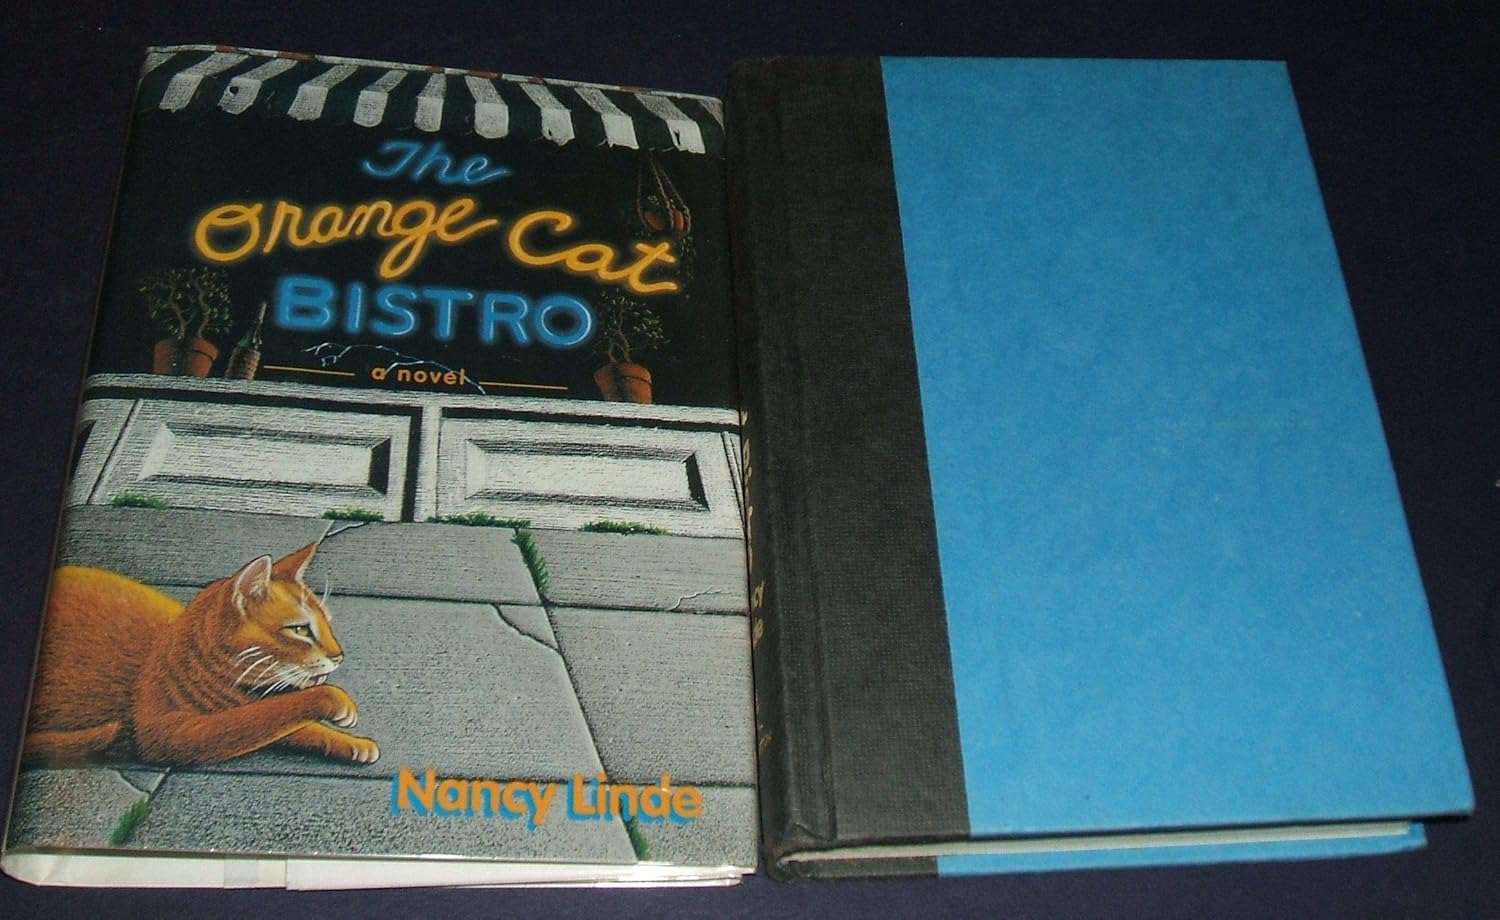 The
Orange Cat
BISTRO
a novel
Nancy Linde